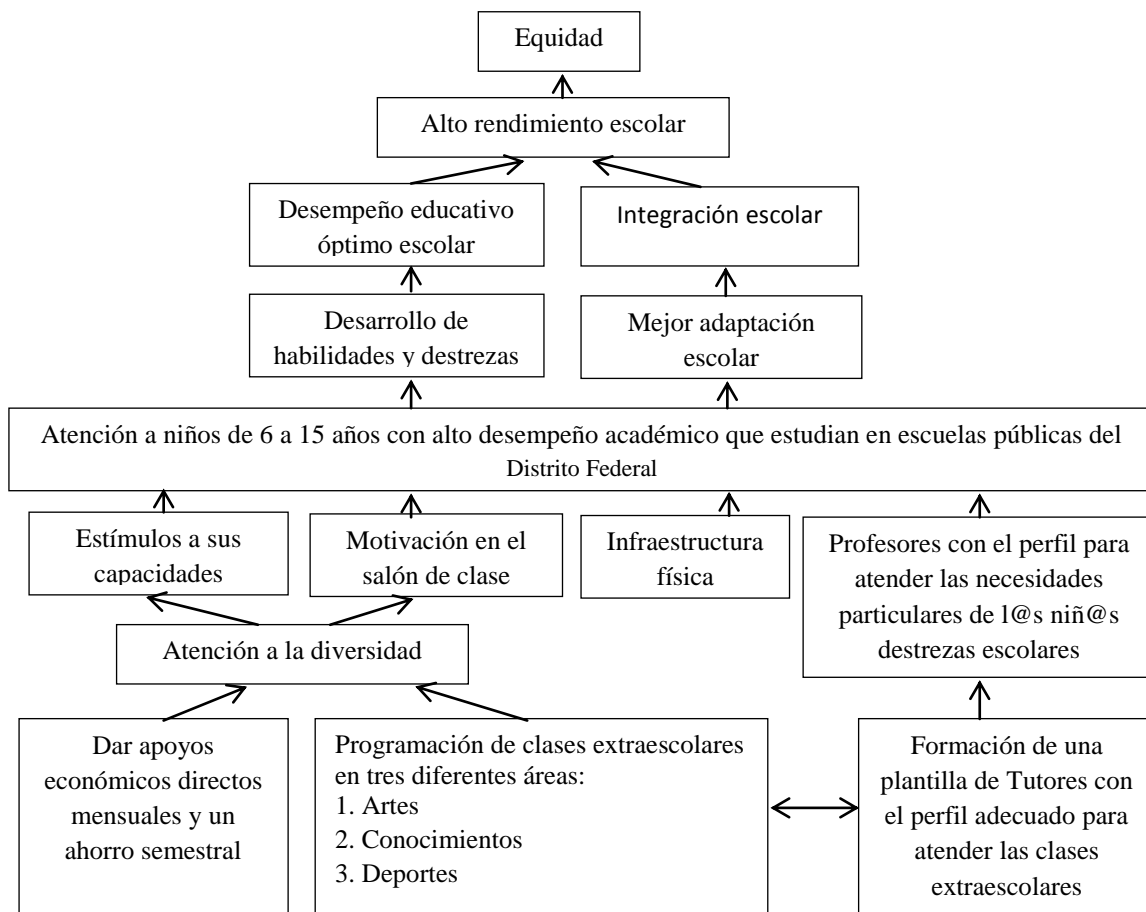 Equidad
Alto rendimiento escolar
Desempeño educativo
óptimo escolar
Integración escolar
Desarrollo de
habilidades y destrezas
Mejor adaptación
escolar
Atención a niños de 6 a 15 años con alto desempeño académico que estudian en escuelas públicas del
Distrito Federal
Estímulos a sus
capacidades
Motivación en el
salón de clase
Infraestructura
física
Profesores con el perfil para
atender las necesidades
particulares de l@s niñ@s
destrezas escolares
Atención a la diversidad
Dar apoyos
económicos directos
mensuales y un
ahorro semestral
Programación de clases extraescolares
en tres diferentes áreas:
1. Artes
2. Conocimientos
3. Deportes
Formación de una
plantilla de Tutores con
el perfil adecuado para
atender las clases
extraescolares